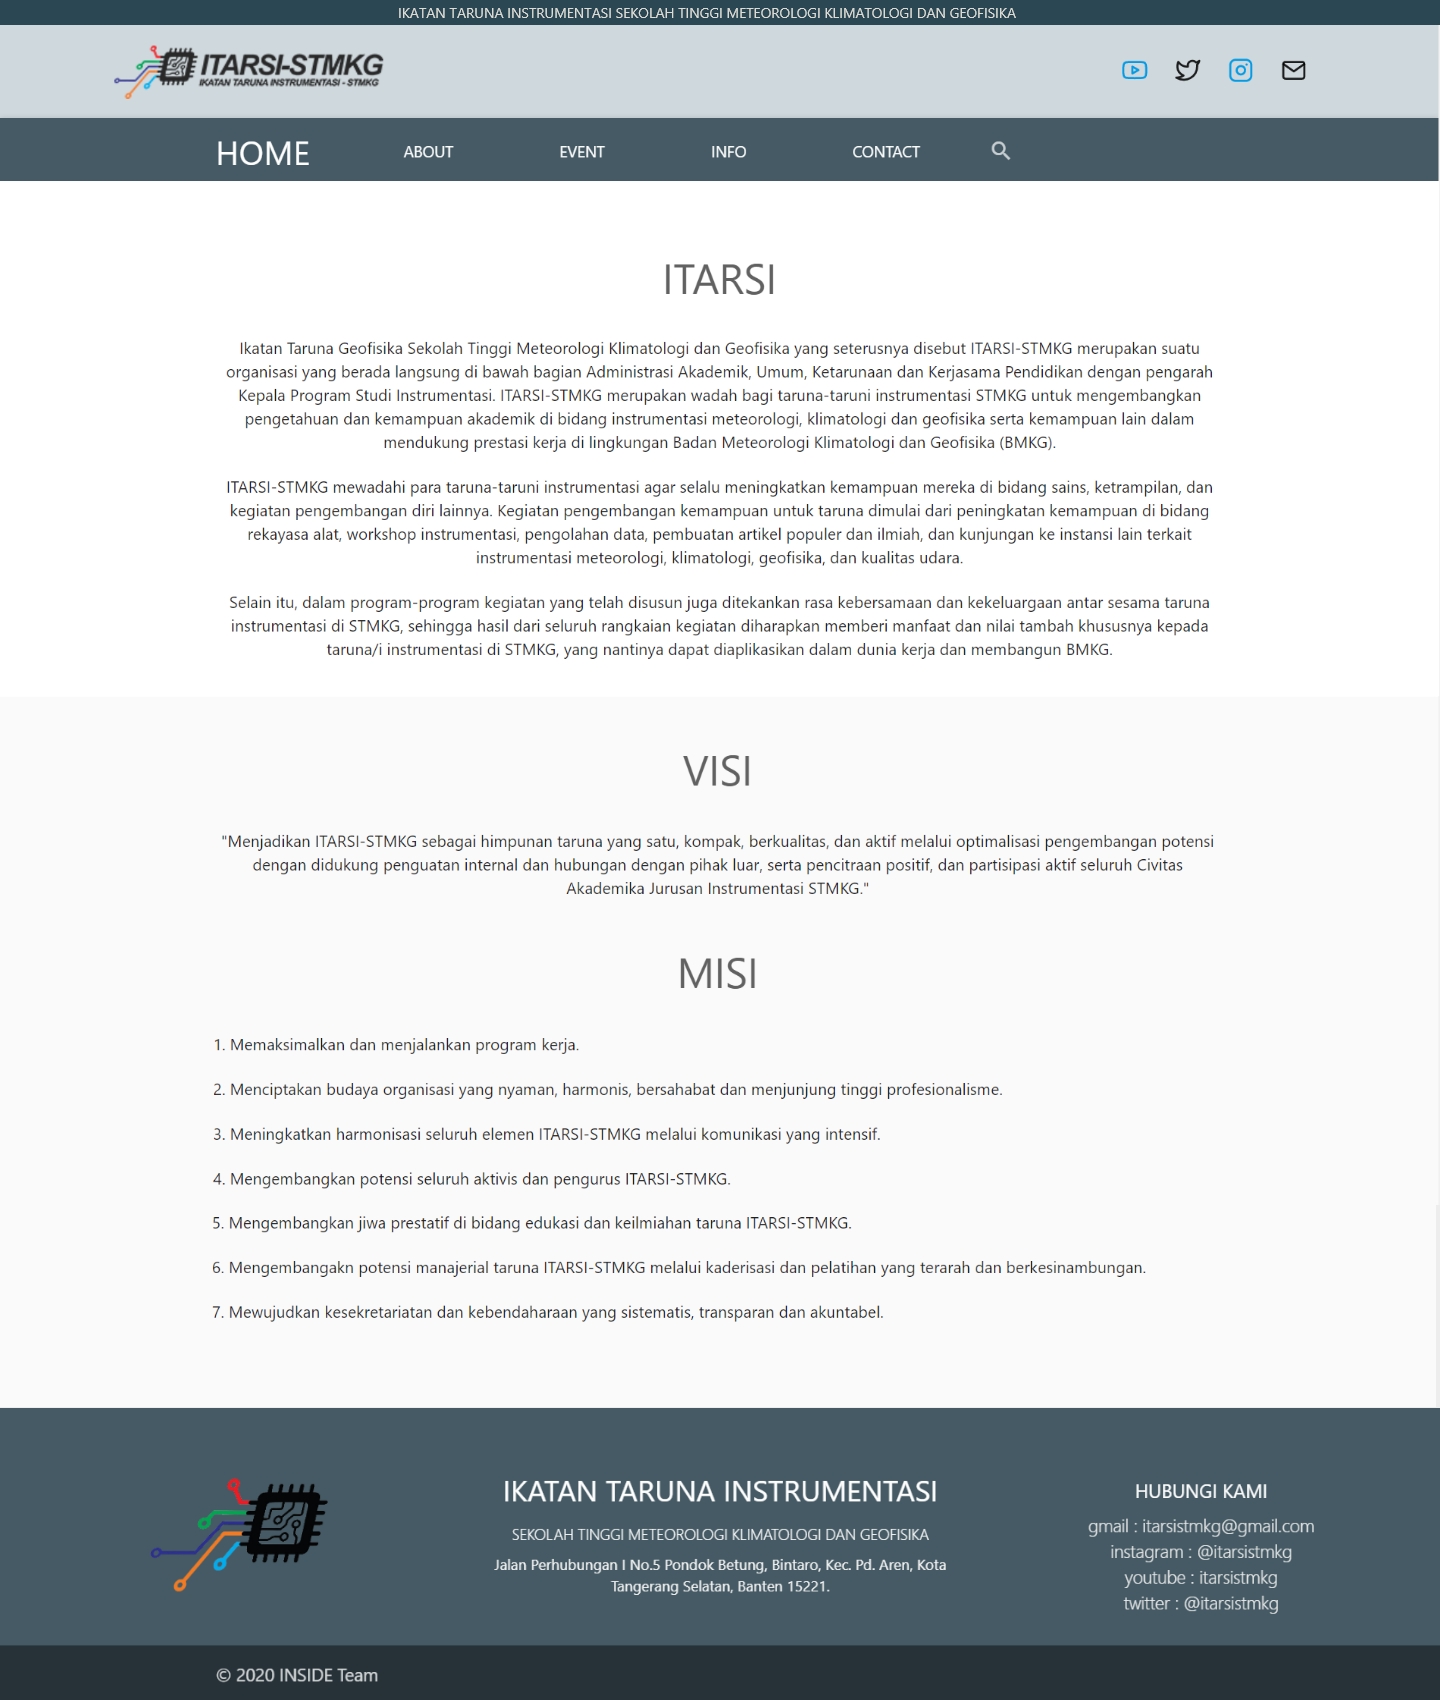 IKATAN TARUNA INSTRUMENTASI SEKOLAH TINGGI METEOROLOGI KLIMATOLOGI DAN GEOFISIKA
ITARSI-STMKG
IKATAN TARUNA INSTRUMENTASI - STMKG
HOME ABOUT EVENT INFO CONTACT
ITARSI
Ikatan Taruna Geofisika Sekolah Tinggi Meteorologi Klimatologi dan Geofisika yang seterusnya disebut ITARSI-STMKG merupakan suatu
organisasi yang berada langsung di bawah bagian Administrasi Akademik, Umum, Ketarunaan dan Kerjasama Pendidikan dengan pengarah
Kepala Program Studi Instrumentasi. ITARSI-STMKG merupakan wadah bagi taruna-taruni instrumentasi STMKG untuk mengembangkan
pengetahuan dan kemampuan akademik di bidang instrumentasi meteorologi, klimatologi dan geofisika serta kemampuan lain dalam
mendukung prestasi kerja di lingkungan Badan Meteorologi Klimatologi dan Geofisika (BMKG).
ITARSI-STMKG mewadahi para taruna-taruni instrumentasi agar selalu meningkatkan kemampuan mereka di bidang sains, ketrampilan, dan
kegiatan pengembangan diri lainnya. Kegiatan pengembangan kemampuan untuk taruna dimulai dari peningkatan kemampuan di bidang
rekayasa alat, workshop instrumentasi, pengolahan data, pembuatan artikel populer dan ilmiah, dan kunjungan ke instansi lain terkait
instrumentasi meteorologi, klimatologi, geofisika, dan kualitas udara.
Selain itu, dalam program-program kegiatan yang telah disusun juga ditekankan rasa kebersamaan dan kekeluargaan antar sesama taruna
instrumentasi di STMKG, sehingga hasil dari seluruh rangkaian kegiatan diharapkan memberi manfaat dan nilai tambah khususnya kepada
taruna/i instrumentasi di STMKG, yang nantinya dapat diaplikasikan dalam dunia kerja dan membangun BMKG.
VISI
"Menjadikan ITARSI-STMKG sebagai himpunan taruna yang satu, kompak, berkualitas, dan aktif melalui optimalisasi pengembangan potensi
dengan didukung penguatan internal dan hubungan dengan pihak luar, serta pencitraan positif, dan partisipasi aktif seluruh Civitas
Akademika Jurusan Instrumentasi STMKG."
MISI
1. Memaksimalkan dan menjalankan program kerja.
2. Menciptakan budaya organisasi yang nyaman, harmonis, bersahabat dan menjunjung tinggi profesionalisme.
3. Meningkatkan harmonisasi seluruh elemen ITARSI-STMKG melalui komunikasi yang intensif.
4. Mengembangkan potensi seluruh aktivis dan pengurus ITARSI-STMKG.
5. Mengembangkan jiwa prestatif di bidang edukasi dan keilmiahan taruna ITARSI-STMKG.
6. Mengembangakn potensi manajerial taruna ITARSI-STMKG melalui kaderisasi dan pelatihan yang terarah dan berkesinambungan.
7. Mewujudkan kesekretariatan dan kebendaharaan yang sistematis, transparan dan akuntabel.
IKATAN TARUNA INSTRUMENTASI
SEKOLAH TINGGI METEOROLOGI KLIMATOLOGI DAN GEOFISIKA
Jalan Perhubungan I No.5 Pondok Betung, Bintaro, Kec. Pd. Aren, Kota
Tangerang Selatan, Banten 15221.
HUBUNGI KAMI
gmail : itarsistmkg@gmail.com
instagram : @itarsistmkg
youtube : itarsistmkg
twitter : @itarsistmkg
© 2020 INSIDE Team